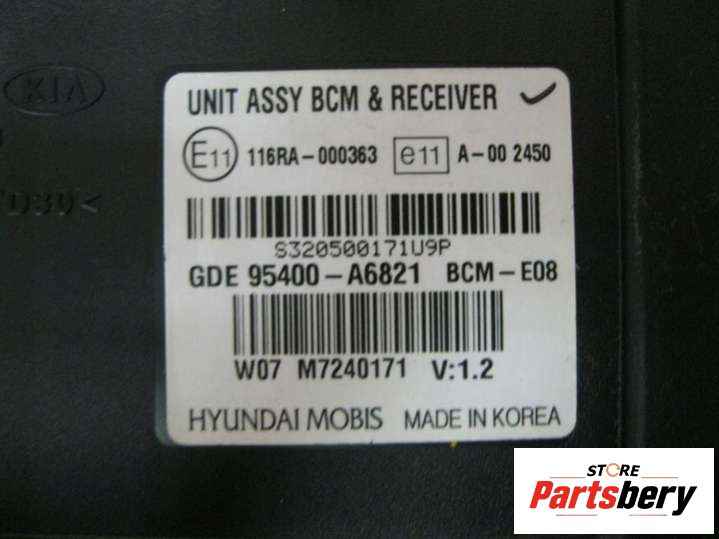 KIA
UNIT ASSY BCM & RECEIVER
E11 116RA-000363 e11 A-00 2450
S320500171U9P
GDE 95400-A6821 BCM-E08
W07 M7240171 V:1.2
HYUNDAI MOBIS MADE IN KOREA
STORE
Partsbery